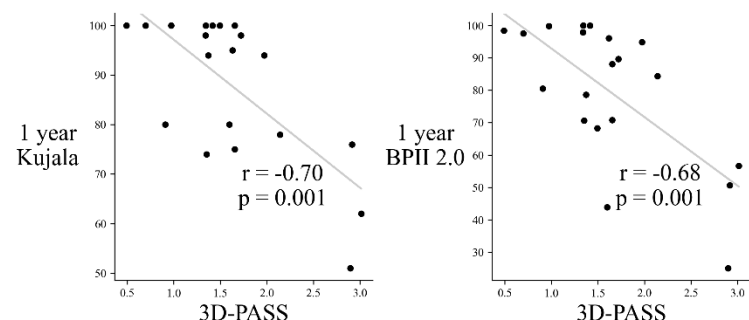 100
90
80
70
60
50
1 year
Kujala
r = -0.70
p = 0.001
0.5 1.0 1.5 2.0 2.5 3.0
3D-PASS
100
90
80
70
60
50
40
30
1 year
BPII 2.0
r = -0.68
p = 0.001
0.5 1.0 1.5 2.0 2.5 3.0
3D-PASS